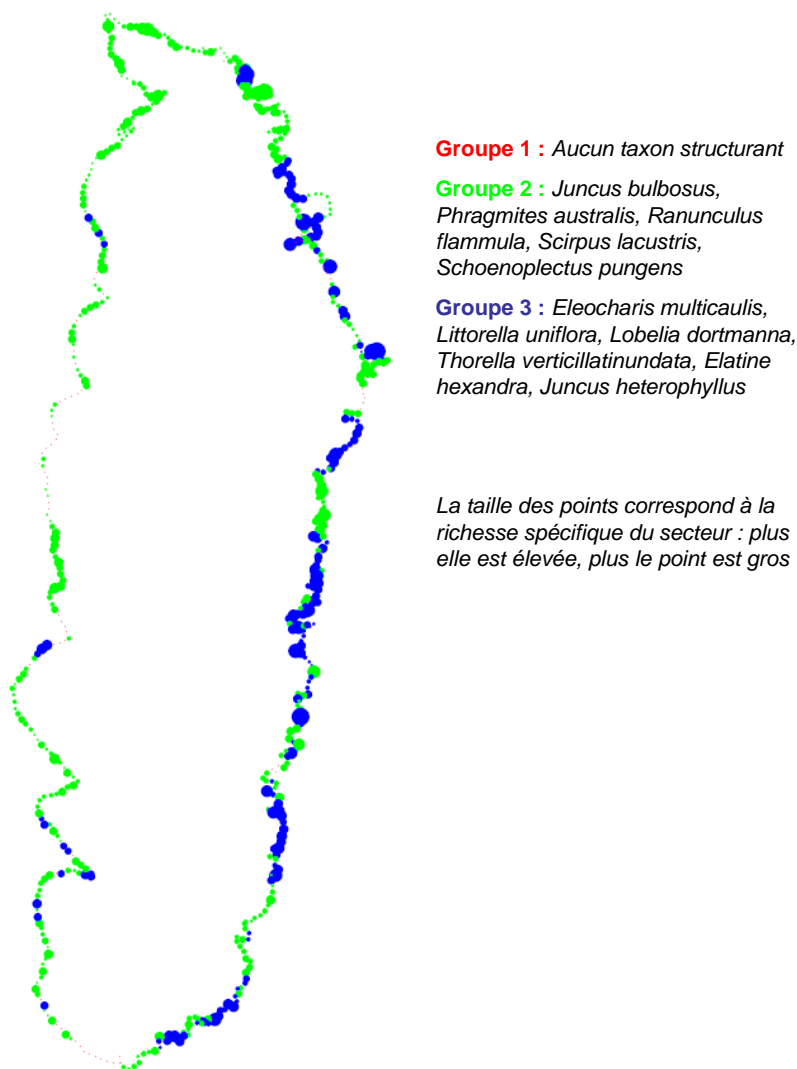 Groupe 1 : Aucun taxon structurant
Groupe 2 : Juncus bulbosus,
Phragmites australis, Ranunculus
flammula, Scirpus lacustris,
Schoenoplectus pungens
Groupe 3 : Eleocharis multicaulis,
Littorella uniflora, Lobelia dortmanna,
Thorella verticillatinundata, Elatine
hexandra, Juncus heterophyllus
La taille des points correspond à la
richesse spécifique du secteur : plus
elle est élevée, plus le point est gros